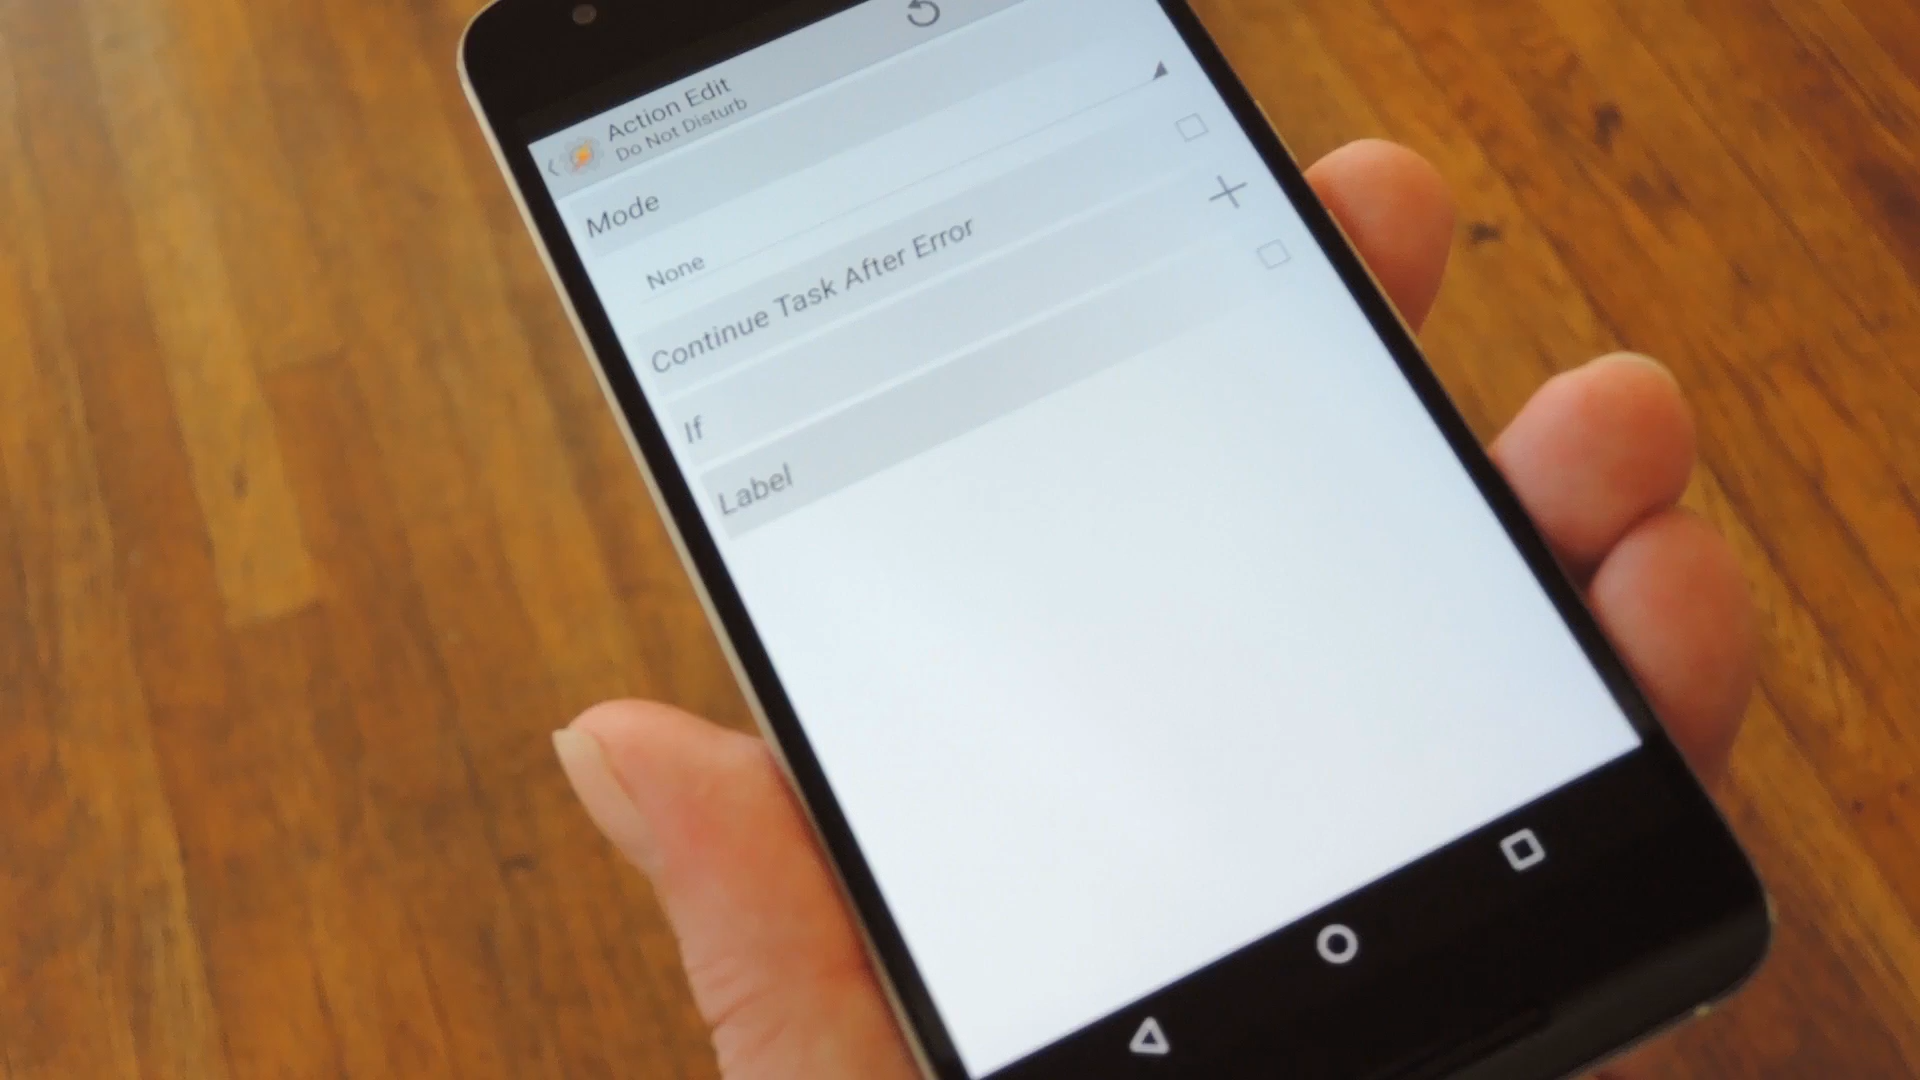 Action Edit
Do Not Disturb
Mode
None
Continue Task After Error
If
Label